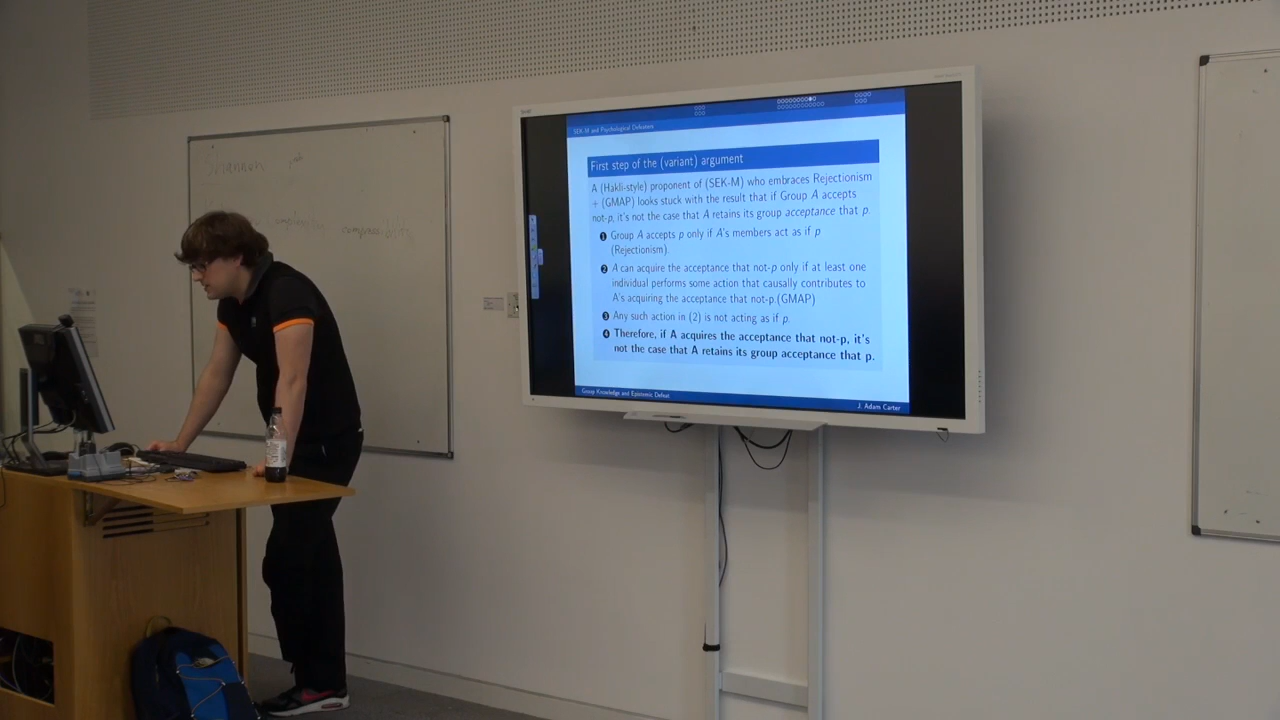 SEK-M and Psychological Defeaters
First step of the (variant) argument
A (Hakli-style) proponent of (SEK-M) who embraces Rejectionism
+ (GMAP) looks stuck with the result that if Group A accepts
not-p, it's not the case that A retains its group acceptance that p.
1 Group A accepts p only if A's members act as if p
(Rejectionism).
2 A can acquire the acceptance that not-p only if at least one
individual performs some action that causally contributes to
A's acquiring the acceptance that not-p.(GMAP)
3 Any such action in (2) is not acting as if p.
4 Therefore, if A acquires the acceptance that not-p, it's
not the case that A retains its group acceptance that p.
Group Knowledge and Epistemic Defeat
J. Adam Carter